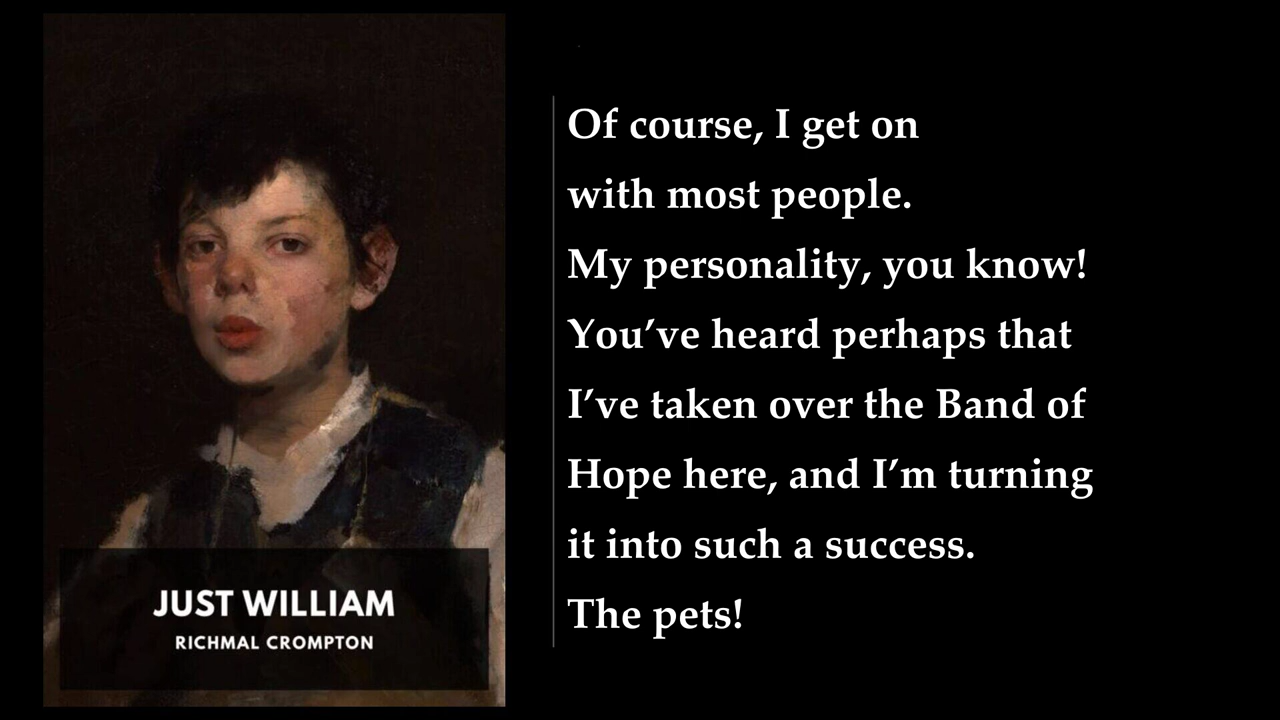 JUST WILLIAM
RICHMAL CROMPTON
Of course, I get on
with most people.
My personality, you know!
You’ve heard perhaps that
I’ve taken over the Band of
Hope here, and I’m turning
it into such a success.
The pets!